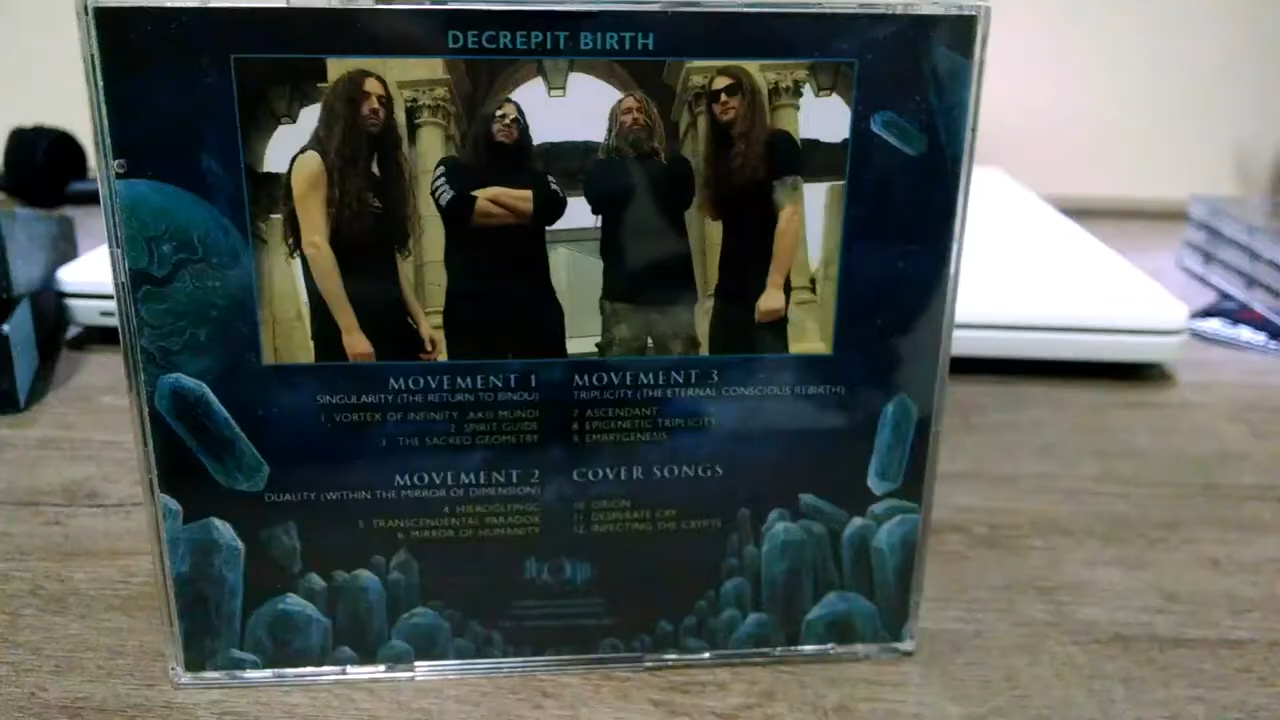 DECREPIT BIRTH
MOVEMENT 1
SINGULARITY (THE RETURN TO BINDU)
1. VORTEX OF INFINITY...AXIS MUNDI
2. SPIRIT GUIDE
3. THE SACRED GEOMETRY
MOVEMENT 2
DUALITY (WITHIN THE MIRROR OF DIMENSION)
4. HIEROGLYPHIC
5. TRANSCENDENTAL PARADOX
6. MIRROR OF HUMANITY
MOVEMENT 3
TRIPLICITY (THE ETERNAL CONSCIOUS REBIRTH)
7. ASCENDANT
8. EPIGENETIC TRIPLICITY
9. EMBRYGENESIS
COVER SONGS
10. ORION
11. DESPERATE CRY
12. INFECTING THE CRYPTS